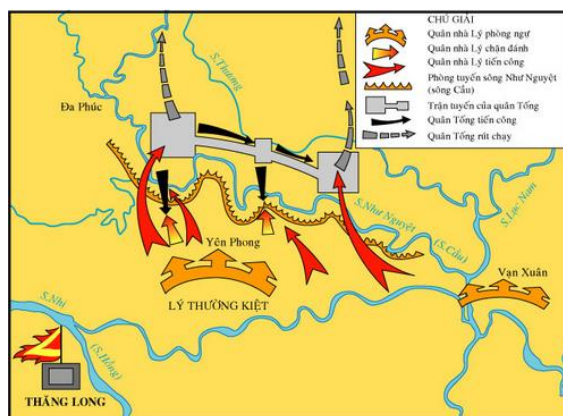 CHÚ GIẢI
Quân nhà Lý phòng ngự
Quân nhà Lý chặn đánh
Quân nhà Lý tiến công
Phòng tuyến sông Như Nguyệt
(sông Cầu)
Trận tuyến của quân Tống
Quân Tống tiến công
Quân Tống rút chạy
S.Thương
Đa Phúc
S.Lục Nam
S.Như Nguyệt
(S.Cầu)
Yên Phong
Vạn Xuân
LÝ THƯỜNG KIỆT
S.Nhị
(S.Hồng)
THĂNG LONG